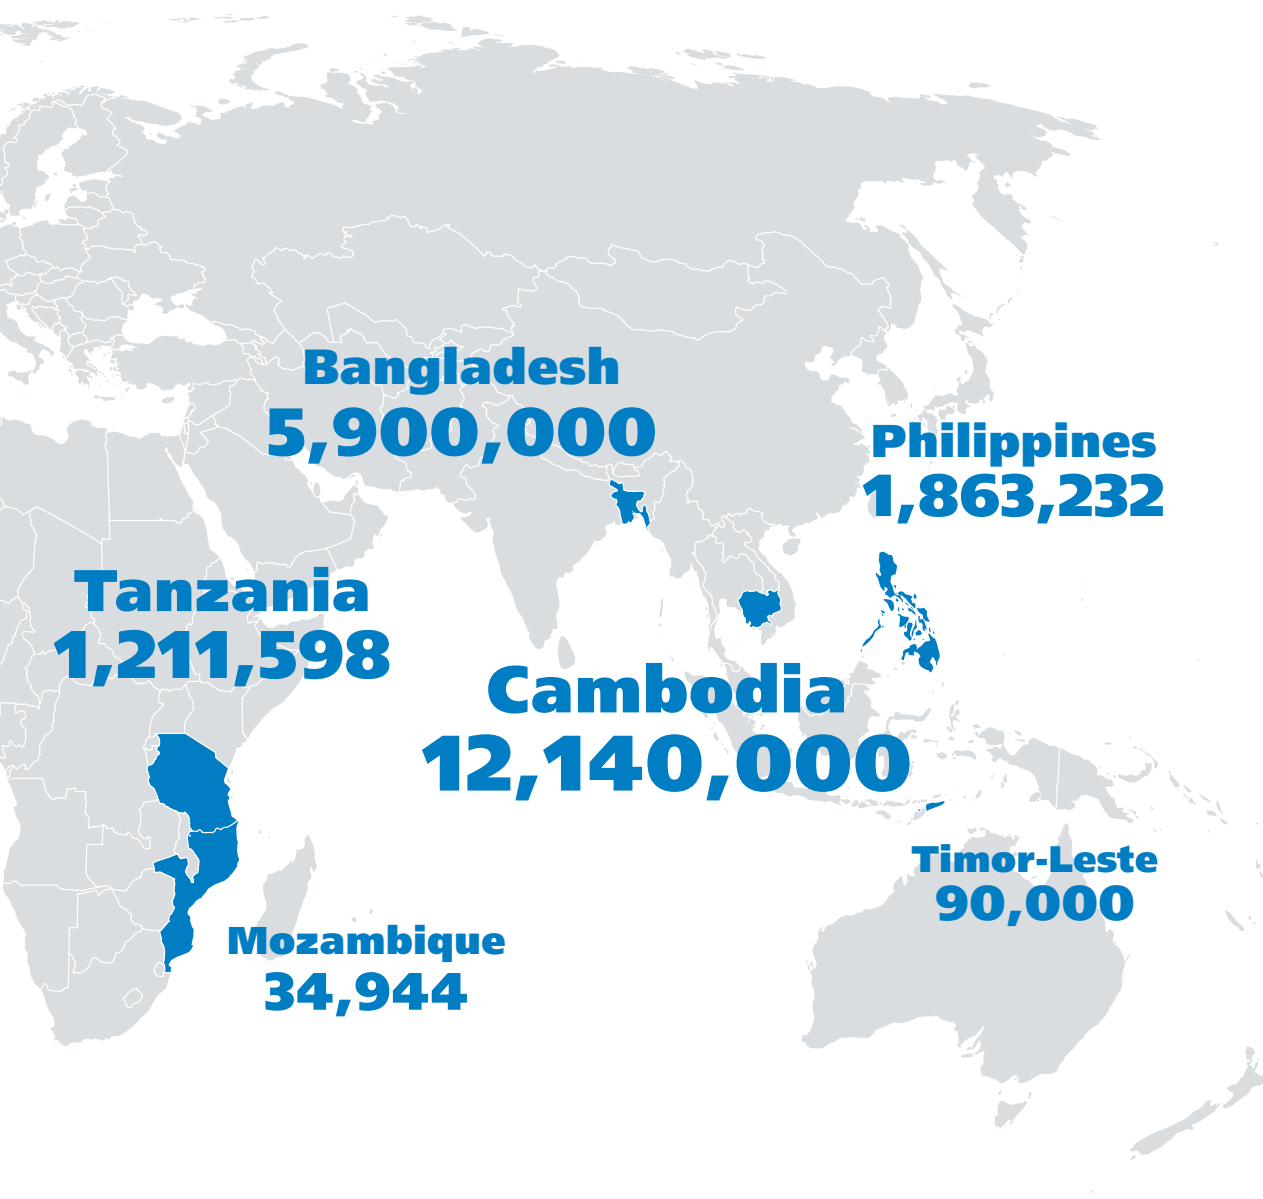 Bangladesh
5,900,000
Philippines
1,863,232
Tanzania
1,211,598
Cambodia
12,140,000
Timor-Leste
90,000
Mozambique
34,944